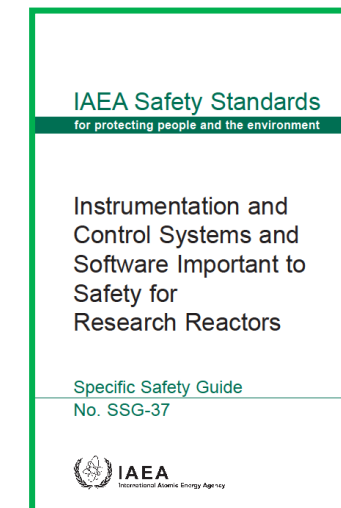 IAEA Safety Standards
for protecting people and the environment
Instrumentation and
Control Systems and
Software Important to
Safety for
Research Reactors
Specific Safety Guide
No. SSG-37
IAEA
International Atomic Energy Agency